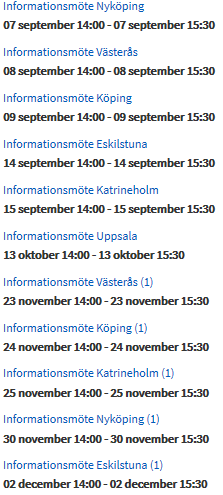 Informationsmöte Nyköping
07 september 14:00 - 07 september 15:30
Informationsmöte Västerås
08 september 14:00 - 08 september 15:30
Informationsmöte Köping
09 september 14:00 - 09 september 15:30
Informationsmöte Eskilstuna
14 september 14:00 - 14 september 15:30
Informationsmöte Katrineholm
15 september 14:00 - 15 september 15:30
Informationsmöte Uppsala
13 oktober 14:00 - 13 oktober 15:30
Informationsmöte Västerås (1)
23 november 14:00 - 23 november 15:30
Informationsmöte Köping (1)
24 november 14:00 - 24 november 15:30
Informationsmöte Katrineholm (1)
25 november 14:00 - 25 november 15:30
Informationsmöte Nyköping (1)
30 november 14:00 - 30 november 15:30
Informationsmöte Eskilstuna (1)
02 december 14:00 - 02 december 15:30